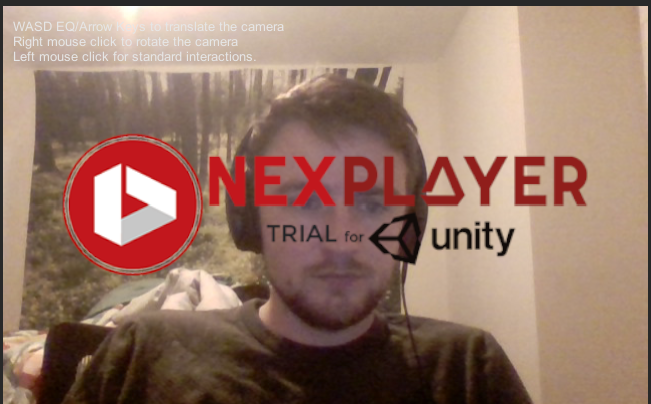 WASD EQ/Arrow keys to translate the camera
Right mouse click to rotate the camera
Left mouse click for standard interactions.
NEXPLAYER
TRIAL for unity